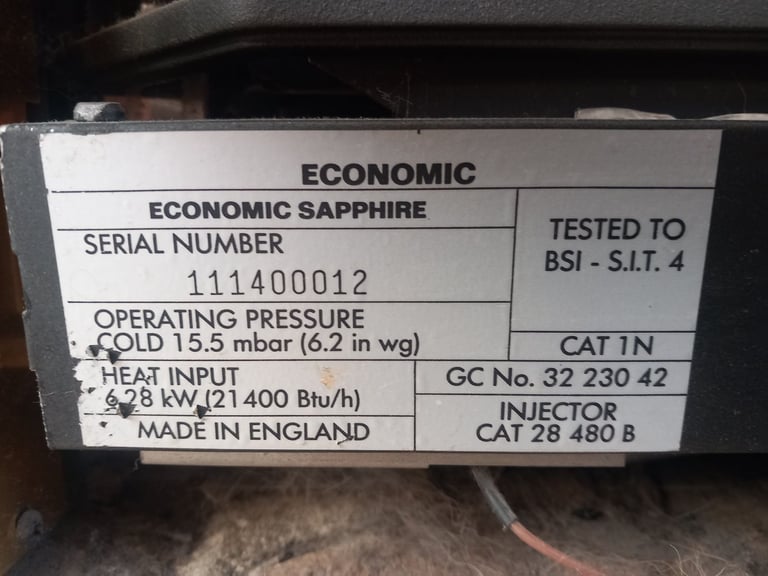 ECONOMIC
ECONOMIC SAPPHIRE
SERIAL NUMBER
111400012
TESTED TO
BSI - S.I.T. 4
OPERATING PRESSURE
COLD 15.5 mbar (6.2 in wg)
CAT 1N
HEAT INPUT
6.28 kW (21400 Btu/h)
GC No. 32 230 42
MADE IN ENGLAND
INJECTOR
CAT 28 480 B